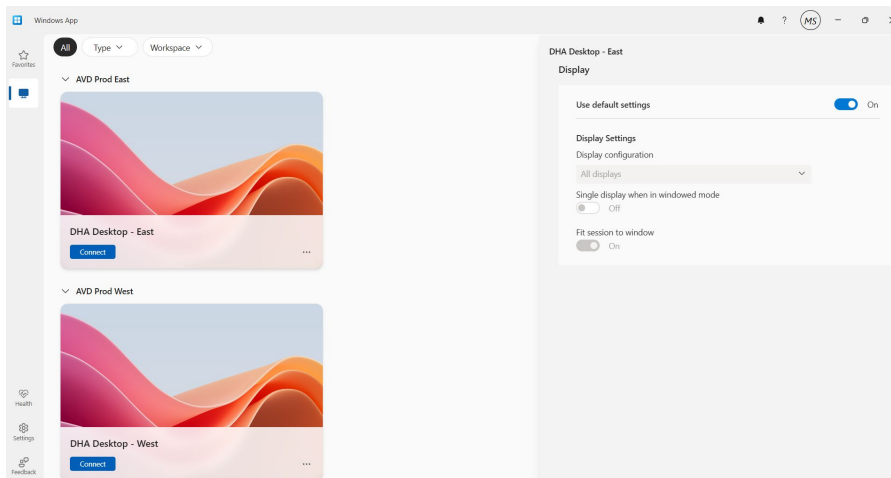 Windows App
?
MS
Favorites
All
Type
Workspace
AVD Prod East
DHA Desktop - East
Connect
...
AVD Prod West
DHA Desktop - West
Connect
...
Health
Settings
Feedback
DHA Desktop - East
Display
Use default settings
On
Display Settings
Display configuration
All displays
Single display when in windowed mode
Off
Fit session to window
On